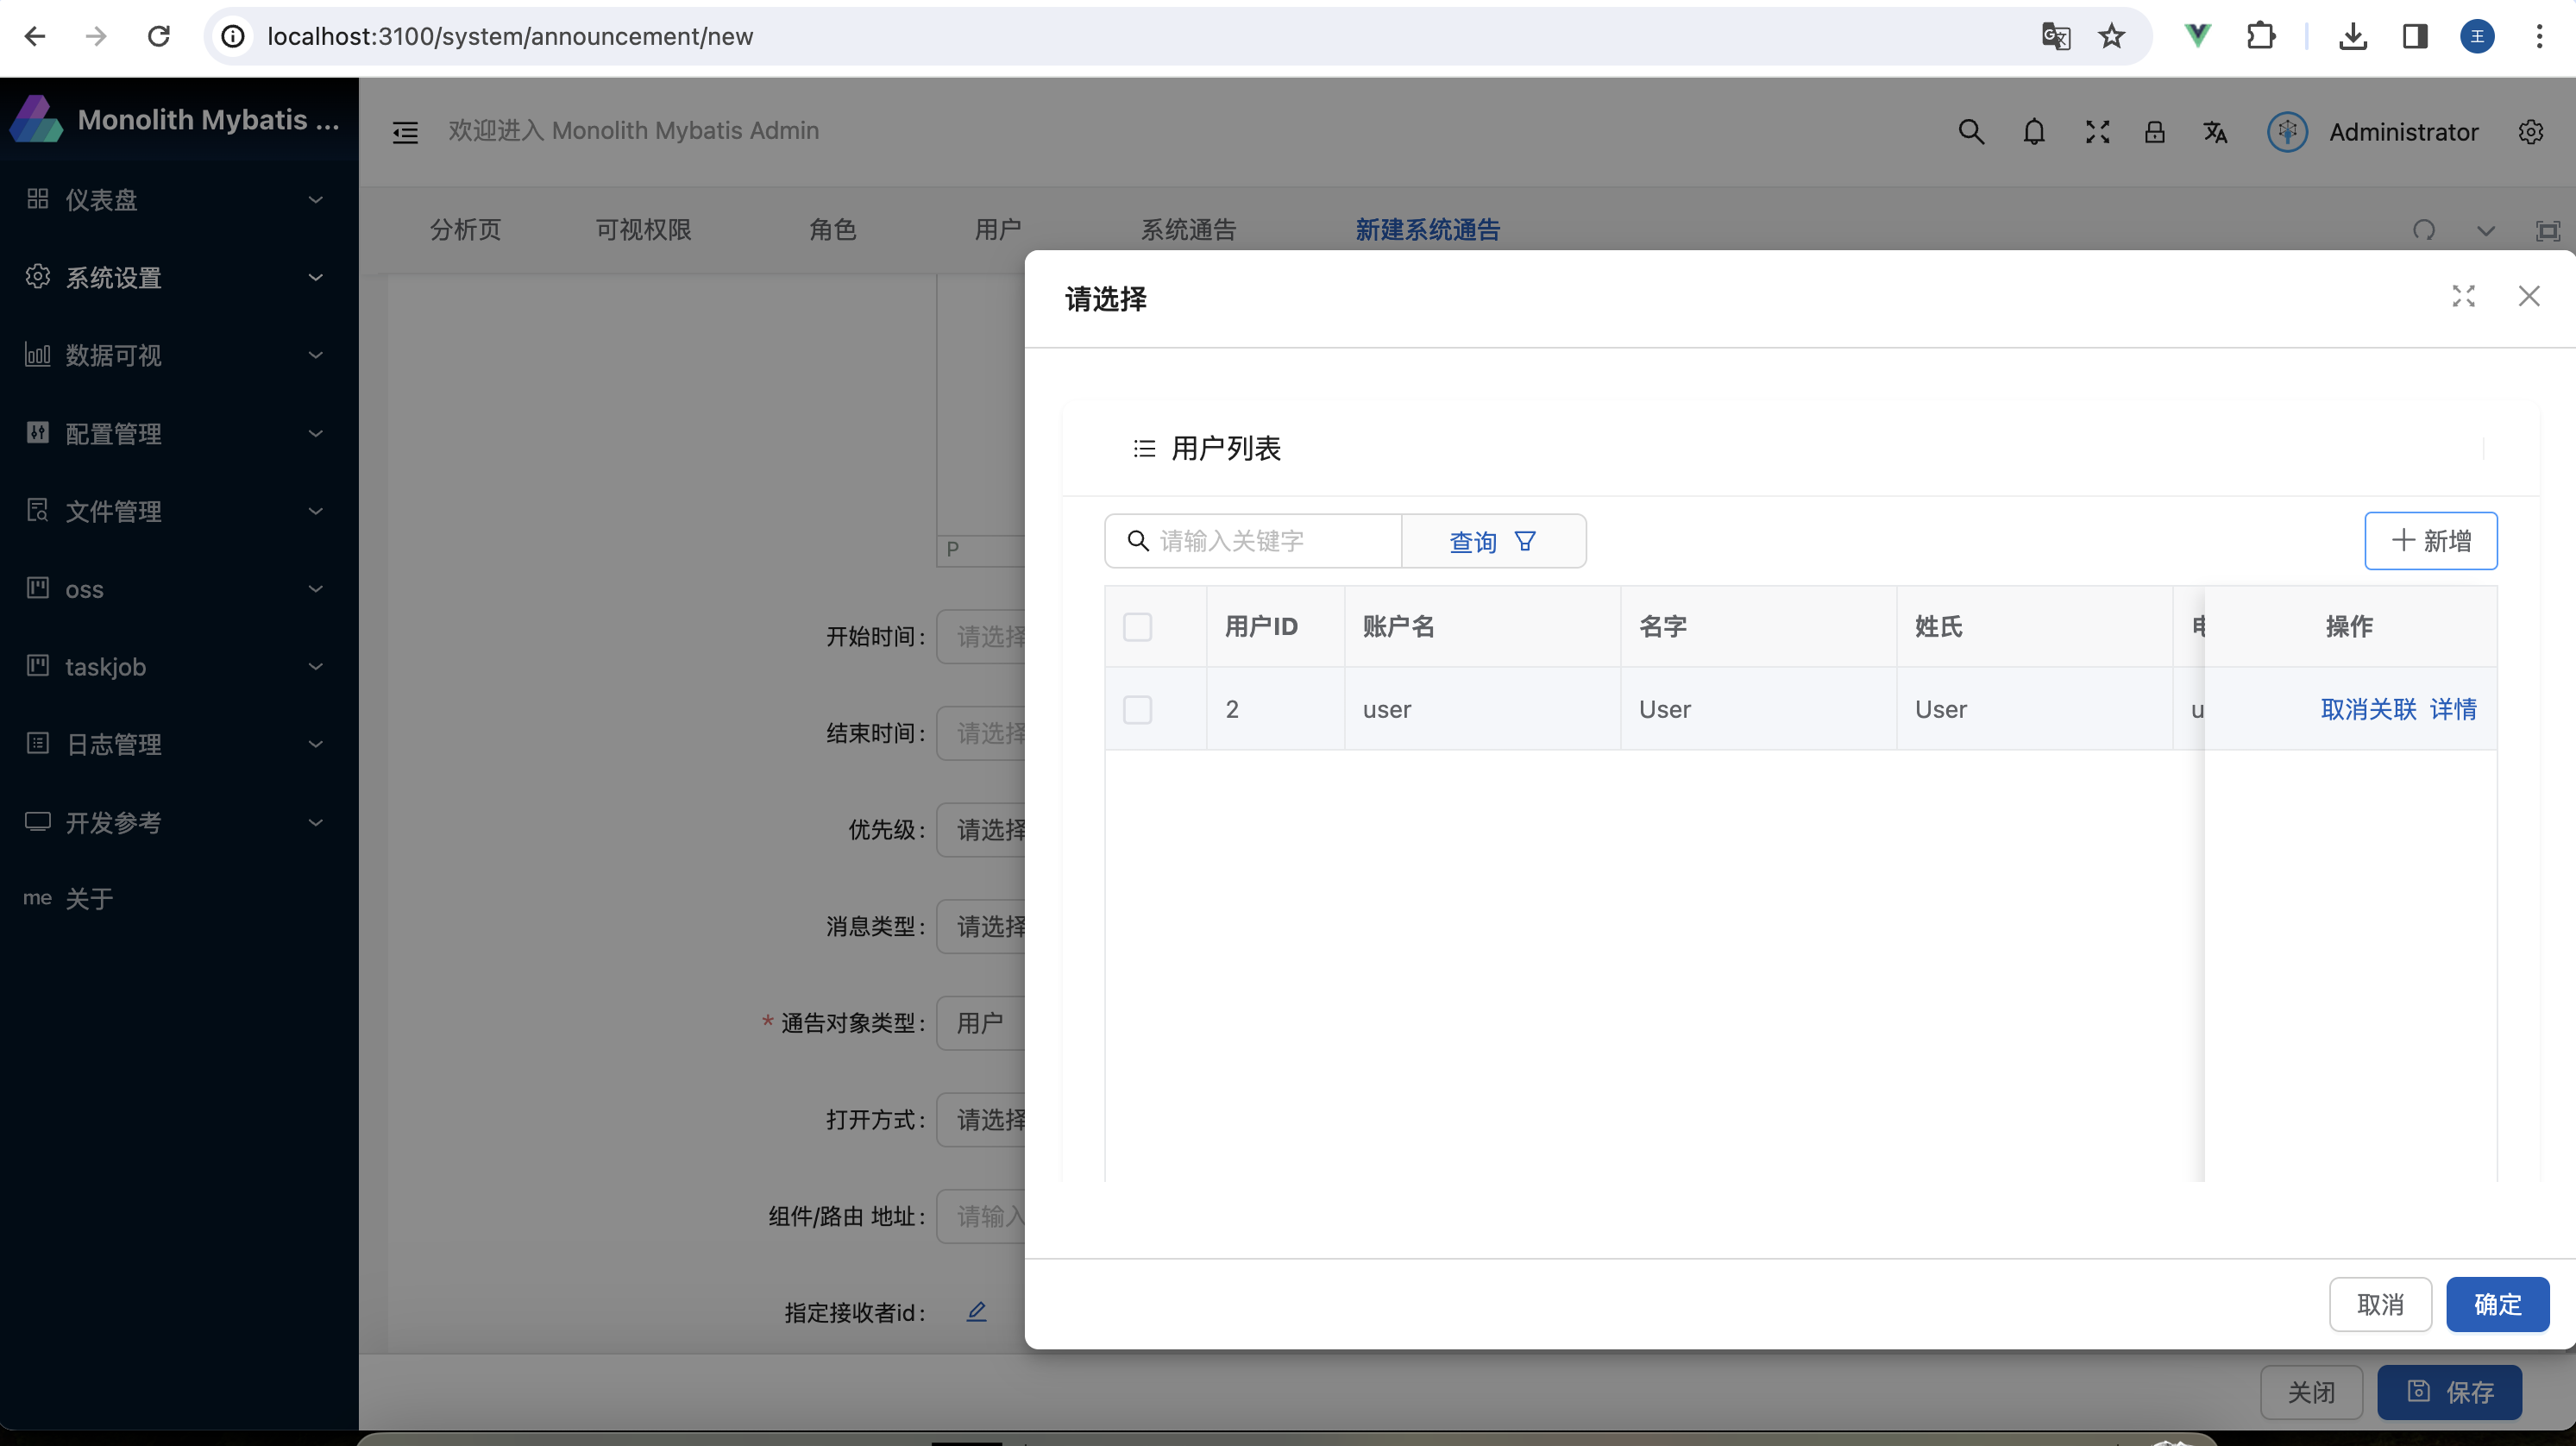 localhost:3100/system/announcement/new
王
Monolith Mybatis ...
欢迎进入 Monolith Mybatis Admin
Administrator
仪表盘
系统设置
数据可视
配置管理
文件管理
oss
taskjob
日志管理
开发参考
me 关于
分析页 可视权限 角色 用户 系统通告 新建系统通告
P
开始时间: 请选择
结束时间: 请选择
优先级: 请选择
消息类型: 请选择
* 通告对象类型: 用户
打开方式: 请选择
组件/路由 地址: 请输入
指定接收者id:
请选择
用户列表
请输入关键字 查询 新增
用户ID 账户名 名字 姓氏 操作
2 user User User u 取消关联 详情
取消 确定
关闭 保存